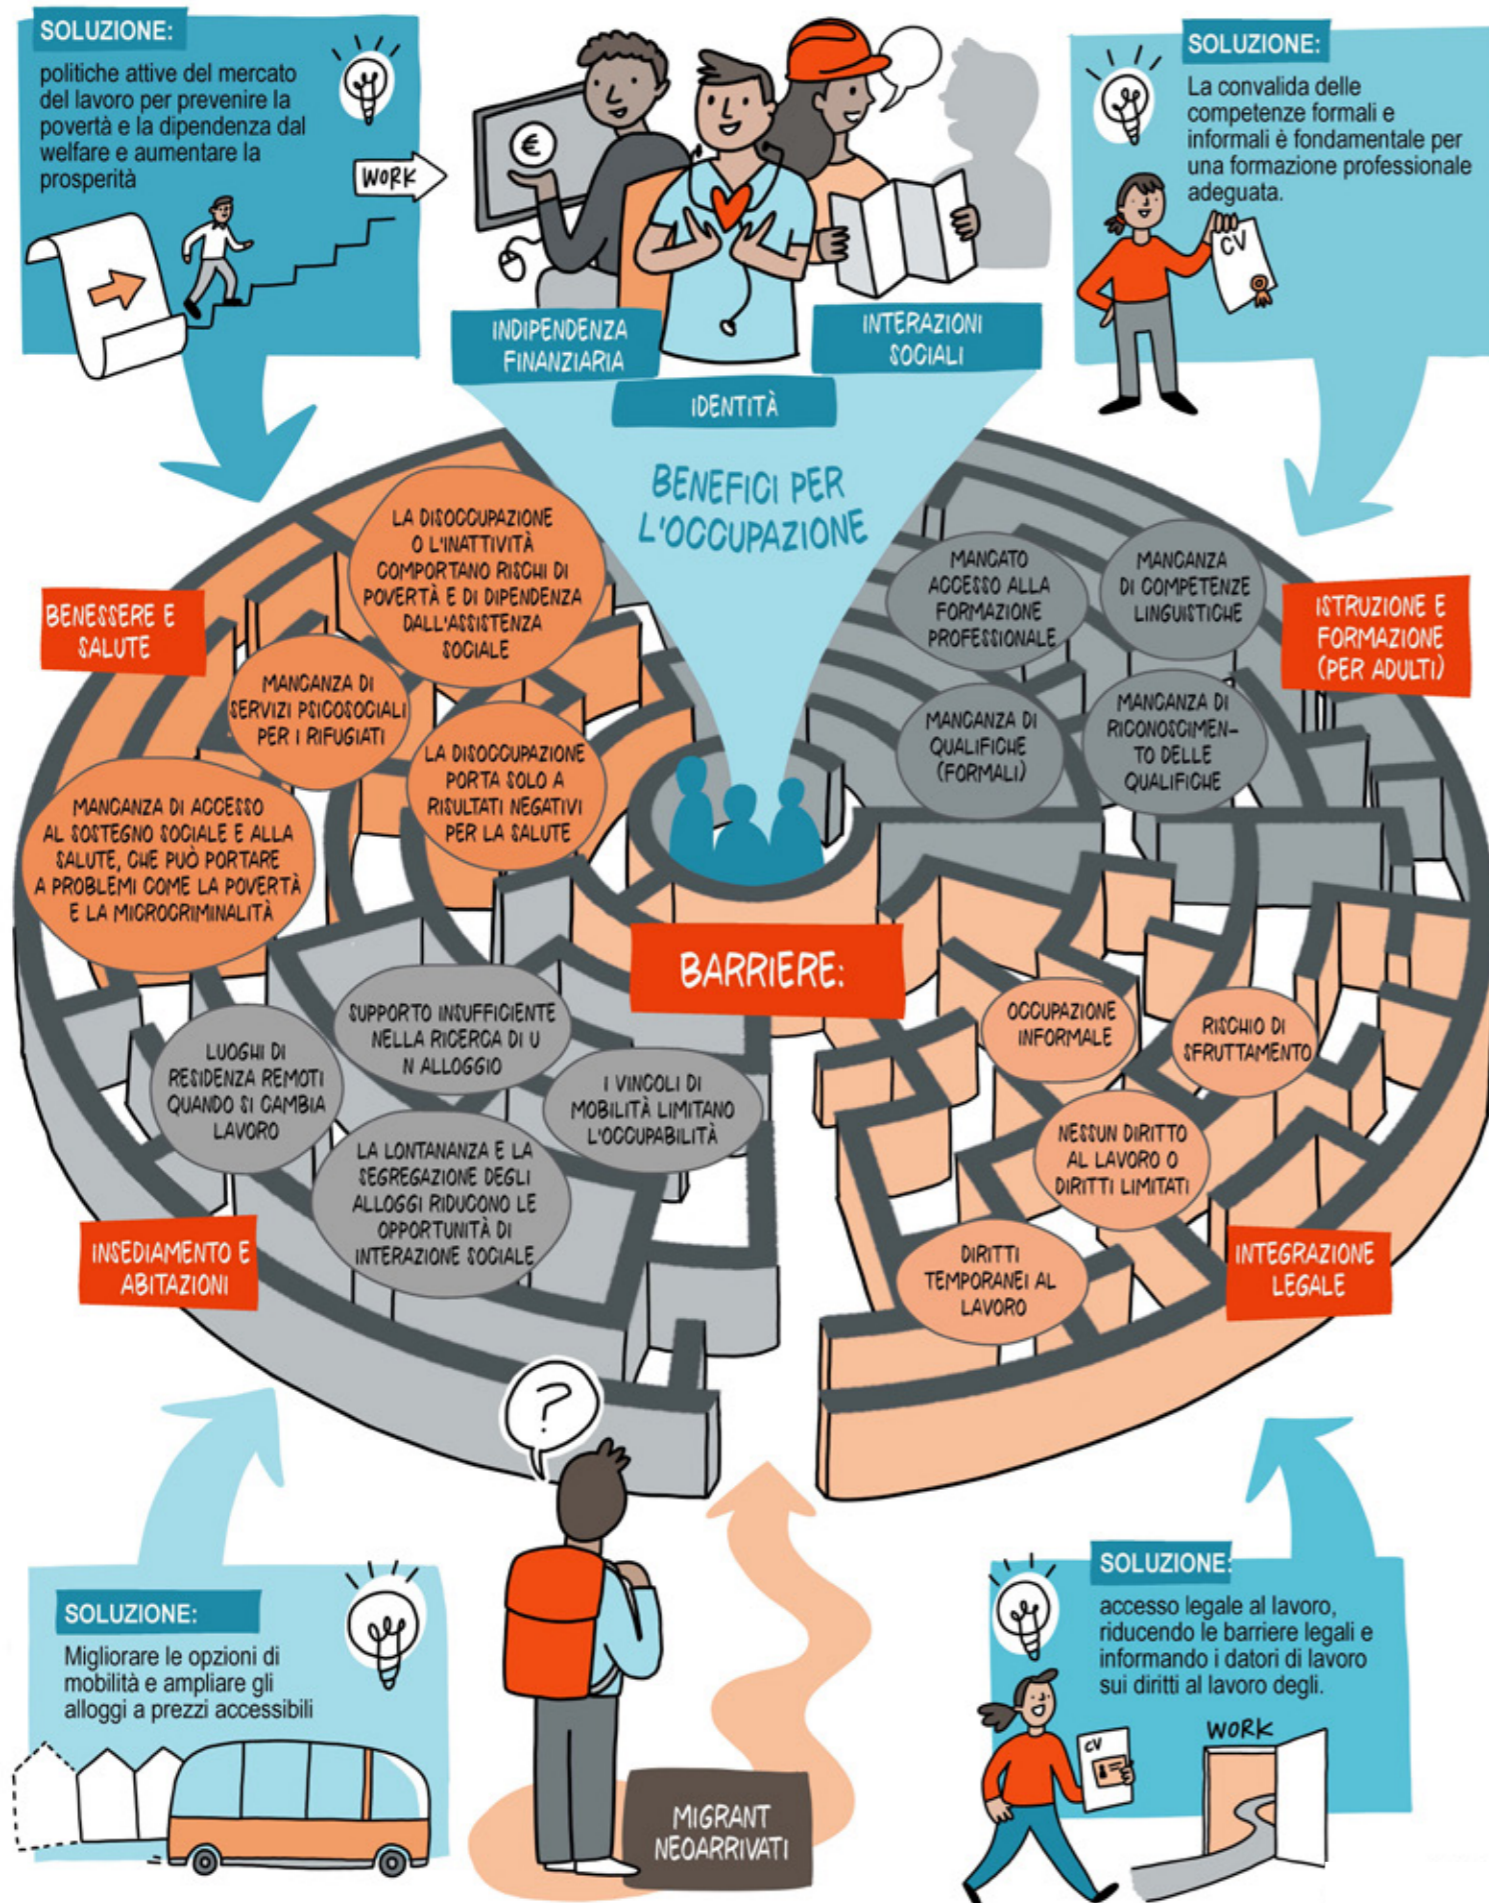 SOLUZIONE:
politiche attive del mercato
del lavoro per prevenire la
povertà e la dipendenza dal
welfare e aumentare la
prosperità
WORK
€
SOLUZIONE:
La convalida delle
competenze formali e
informali è fondamentale per
una formazione professionale
adeguata.
CV
INDIPENDENZA
FINANZIARIA
IDENTITÀ
INTERAZIONI
SOCIALI
BENEFICI PER
L'OCCUPAZIONE
BENESSERE E
SALUTE
LA DISOCCUPAZIONE
O L'INATTIVITÀ
COMPORTANO RISCHI DI
POVERTÀ E DI DIPENDENZA
DALL'ASSISTENZA
SOCIALE
MANCANZA DI
SERVIZI PSICOSOCIALI
PER I RIFUGIATI
LA DISOCCUPAZIONE
PORTA SOLO A
RISULTATI NEGATIVI
PER LA SALUTE
MANCANZA DI ACCESSO
AL SOSTEGNO SOCIALE E ALLA
SALUTE, CHE PUÒ PORTARE
A PROBLEMI COME LA POVERTÀ
E LA MICROCRIMINALITÀ
MANCATO
ACCESSO ALLA
FORMAZIONE
PROFESSIONALE
MANCANZA
DI COMPETENZE
LINGUISTICHE
MANCANZA DI
QUALIFICHE
(FORMALI)
MANCANZA DI
RICONOSCIMEN-
TO DELLE
QUALIFICHE
ISTRUZIONE E
FORMAZIONE
(PER ADULTI)
BARRIERE:
SUPPORTO INSUFFICIENTE
NELLA RICERCA DI U
N ALLOGGIO
LUOGHI DI
RESIDENZA REMOTI
QUANDO SI CAMBIA
LAVORO
I VINCOLI DI
MOBILITÀ LIMITANO
L'OCCUPABILITÀ
LA LONTANANZA E LA
SEGREGAZIONE DEGLI
ALLOGGI RIDUCONO LE
OPPORTUNITÀ DI
INTERAZIONE SOCIALE
INSEDIAMENTO E
ABITAZIONI
OCCUPAZIONE
INFORMALE
RISCHIO DI
SFRUTTAMENTO
NESSUN DIRITTO
AL LAVORO O
DIRITTI LIMITATI
DIRITTI
TEMPORANEI AL
LAVORO
INTEGRAZIONE
LEGALE
?
SOLUZIONE:
Migliorare le opzioni di
mobilità e ampliare gli
alloggi a prezzi accessibili
MIGRANT
NEOARRIVATI
SOLUZIONE:
accesso legale al lavoro,
riducendo le barriere legali e
informando i datori di lavoro
sui diritti al lavoro degli.
CV
WORK